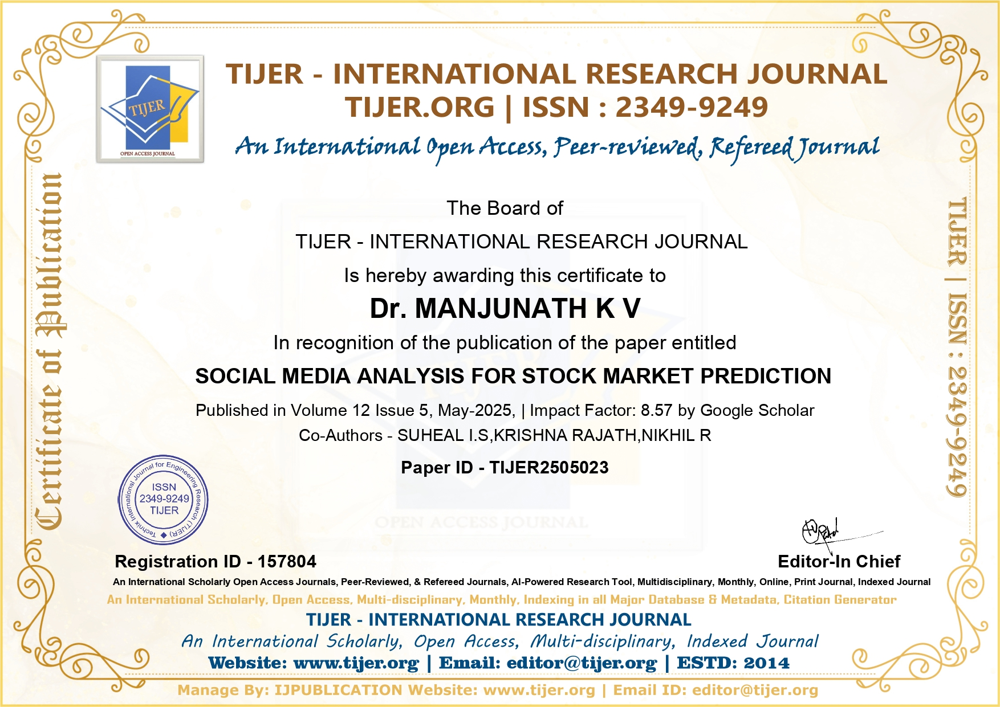 TIJER - INTERNATIONAL RESEARCH JOURNAL
TIJER.ORG | ISSN : 2349-9249
An International Open Access, Peer-reviewed, Refereed Journal
TIJER
OPEN ACCESS JOURNAL
Certificate of Publication
TIJER | ISSN : 2349-9249
The Board of
TIJER - INTERNATIONAL RESEARCH JOURNAL
Is hereby awarding this certificate to
Dr. MANJUNATH K V
In recognition of the publication of the paper entitled
SOCIAL MEDIA ANALYSIS FOR STOCK MARKET PREDICTION
Published in Volume 12 Issue 5, May-2025, | Impact Factor: 8.57 by Google Scholar
Co-Authors - SUHEAL I.S,KRISHNA RAJATH,NIKHIL R
Paper ID - TIJER2505023
TIJER
OPEN ACCESS JOURNAL
Technix International Journal for Engineering Research (TIJER)
ISSN
2349-9249
TIJER
Registration ID - 157804
Editor-In Chief
An International Scholarly Open Access Journals, Peer-Reviewed, & Refereed Journals, AI-Powered Research Tool, Multidisciplinary, Monthly, Online, Print Journal, Indexed Journal
An International Scholarly, Open Access, Multi-disciplinary, Monthly, Indexing in all Major Database & Metadata, Citation Generator
TIJER - INTERNATIONAL RESEARCH JOURNAL
An International Scholarly, Open Access, Multi-disciplinary, Indexed Journal
Website: www.tijer.org | Email: editor@tijer.org | ESTD: 2014
Manage By: IJPUBLICATION Website: www.tijer.org | Email ID: editor@tijer.org